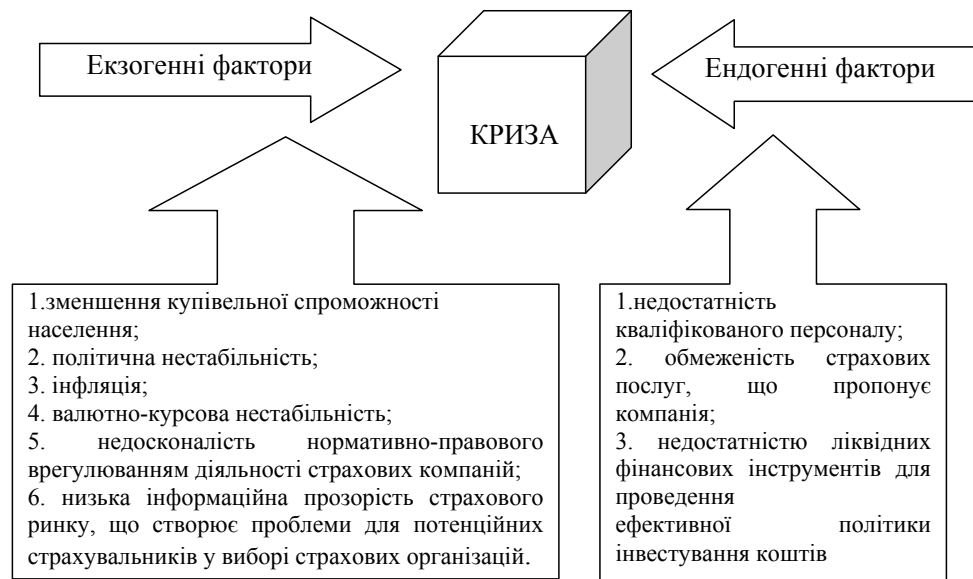 Екзогенні фактори
КРИЗА
Ендогенні фактори
1.зменшення купівельної спроможності
населення;
2. політична нестабільність;
3. інфляція;
4. валютно-курсова нестабільність;
5. недосконалість нормативно-правового
врегулюванням діяльності страхових компаній;
6. низька інформаційна прозорість страхового
ринку, що створює проблеми для потенційних
страхувальників у виборі страхових організацій.
1.недостатність
кваліфікованого персоналу;
2. обмеженість страхових
послуг, що пропонує
компанія;
3. недостатністю ліквідних
фінансових інструментів для
проведення
ефективної політики
інвестування коштів